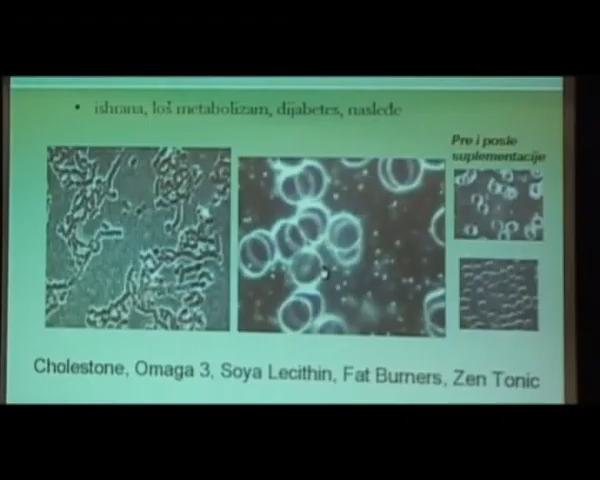 • ishrana, loš metabolizam, dijabetes, nasleđe
Pre i posle
suplementacije
Cholestone, Omaga 3, Soya Lecithin, Fat Burners, Zen Tonic